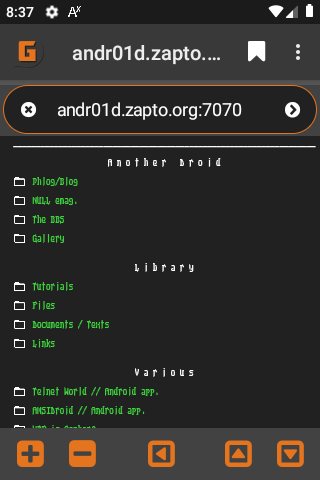 8:37
andr01d.zapto....
andr01d.zapto.org:7070
Another Droid
Phlog/Blog
NULL emag.
The BBS
Gallery
Library
Tutorials
Files
Documents / Texts
Links
Various
Telnet World // Android app.
ANSIDroid // Android app.